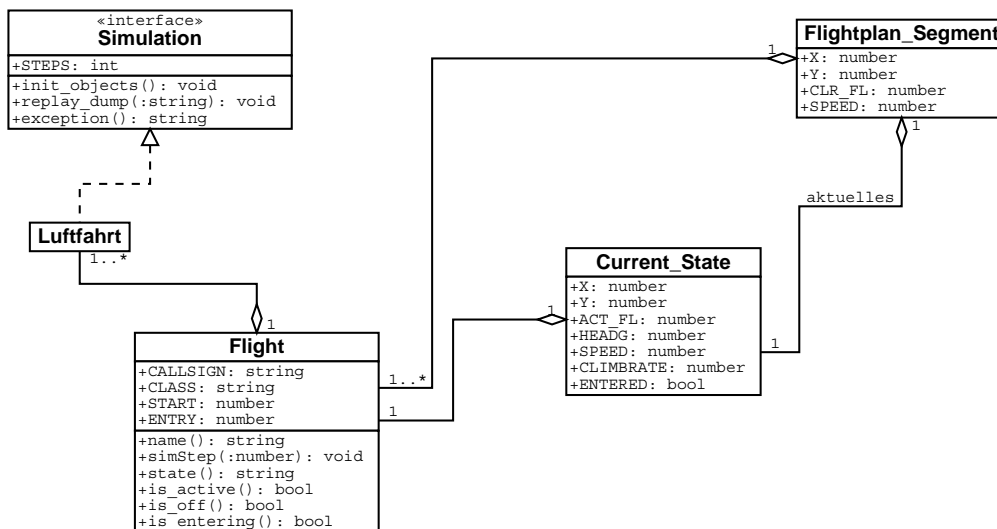 «interface»
Simulation
+STEPS: int
+init_objects(): void
+replay_dump(:string): void
+exception(): string
Luftfahrt
1..*
1
Flight
+CALLSIGN: string
+CLASS: string
+START: number
+ENTRY: number
+name(): string
+simStep(:number): void
+state(): string
+is_active(): bool
+is_off(): bool
+is_entering(): bool
1..*
1
1
Current_State
+X: number
+Y: number
+ACT_FL: number
+HEADG: number
+SPEED: number
+CLIMBRATE: number
+ENTERED: bool
1
aktuelles
1
1
Flightplan_Segment
+X: number
+Y: number
+CLR_FL: number
+SPEED: number